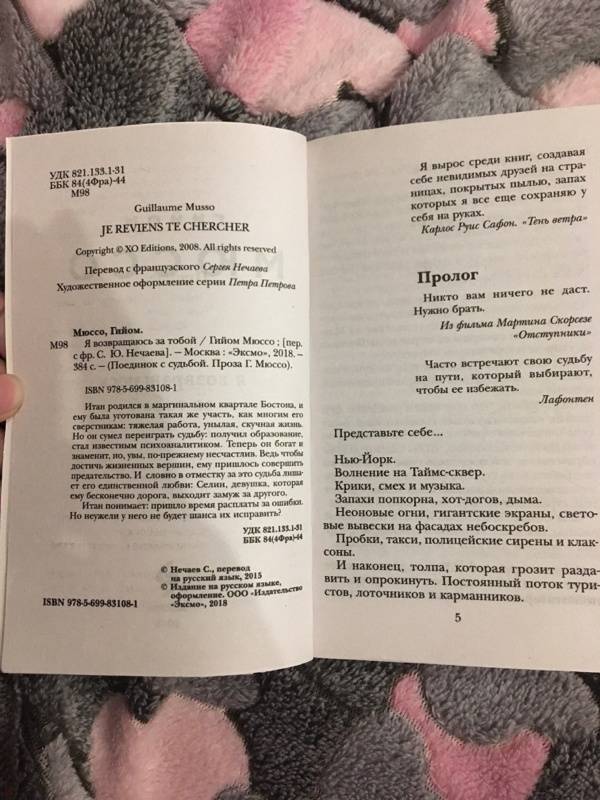 УДК 821.133.1-31
ББК 84(4Фра)-44
М98
Guillaume Musso
JE REVIENS TE CHERCHER
Copyright © XO Editions, 2008. All rights reserved
Перевод с французского Сергея Нечаева
Художественное оформление серии Петра Петрова
Мюссо, Гийом.
М98 Я возвращаюсь за тобой / Гийом Мюссо ; [пер.
с фр. С. Ю. Нечаева]. – Москва : «Эксмо», 2018. –
384 с. – (Поединок с судьбой. Проза Г. Мюссо).
ISBN 978-5-699-83108-1
Итан родился в маргинальном квартале Бостона, и
ему была уготована такая же участь, как многим его
сверстникам: тяжелая работа, унылая, скучная жизнь.
Но он сумел переиграть судьбу: получил образование,
стал известным психоаналитиком. Теперь он богат и
знаменит, но, увы, по-прежнему несчастлив. Ведь чтобы
достичь жизненных вершин, ему пришлось совершить
предательство. И словно в отместку за это судьба лиша-
ет его единственной любви: Селин, девушка, которая
ему бесконечно дорога, выходит замуж за другого.
Итан понимает: пришло время расплаты за ошибки.
Но неужели у него не будет шанса их исправить?
УДК 821.133.1-31
ББК 84(4Фра)-44
© Нечаев С., перевод
на русский язык, 2015
© Издание на русском языке,
оформление. ООО «Издательство
ISBN 978-5-699-83108-1 «Эксмо», 2018
Я вырос среди книг, создавая
себе невидимых друзей на стра-
ницах, покрытых пылью, запах
которых я все еще сохраняю у
себя на руках.
Карлос Руис Сафон. «Тень ветра»
Пролог
Никто вам ничего не даст.
Нужно брать.
Из фильма Мартина Скорсезе
«Отступники»
Часто встречают свою судьбу
на пути, который выбирают,
чтобы ее избежать.
Лафонтен
Представьте себе...
Нью-Йорк.
Волнение на Таймс-сквер.
Крики, смех и музыка.
Запахи попкорна, хот-догов, дыма.
Неоновые огни, гигантские экраны, свето-
вые вывески на фасадах небоскребов.
Пробки, такси, полицейские сирены и клак-
соны.
И наконец, толпа, которая грозит разда-
вить и опрокинуть. Постоянный поток тури-
стов, лоточников и карманников.
5